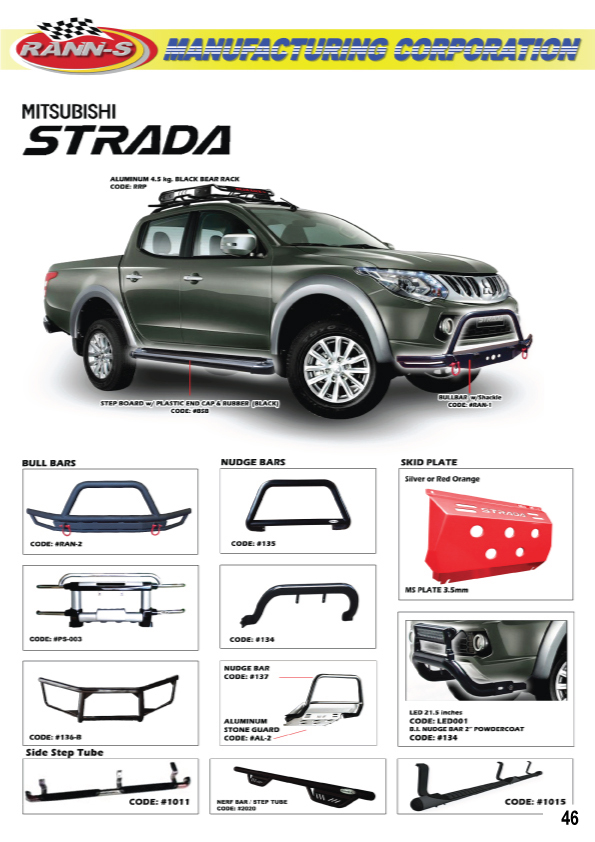 RANN-S MANUFACTURING CORPORATION
MITSUBISHI
STRADA
ALUMINUM 4.5 kg. BLACK BEAR RACK
CODE: RRP
STEP BOARD w/ PLASTIC END CAP & RUBBER (BLACK)
CODE: #BSB
BULLBAR w/Shackle
CODE: #RAN-1
BULL BARS
NUDGE BARS
SKID PLATE
CODE: #RAN-2
CODE: #135
Silver or Red Orange
STRADA
MS PLATE 3.5mm
CODE: #PS-003
CODE: #134
CODE: #136-B
NUDGE BAR
CODE: #137
ALUMINUM
STONE GUARD
CODE: #AL-2
LED 21.5 inches
CODE: LED001
B.I. NUDGE BAR 2" POWDERCOAT
CODE: #134
Side Step Tube
CODE: #1011
NERF BAR / STEP TUBE
CODE: #2020
CODE: #1015
46